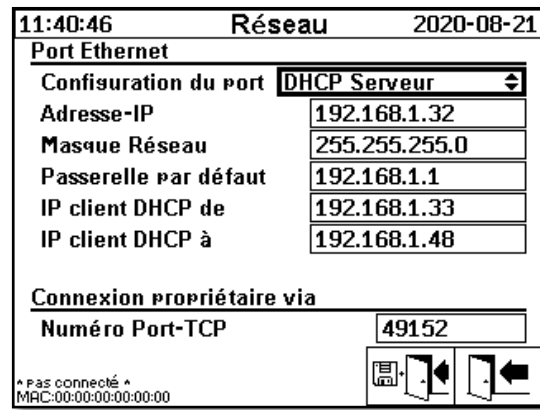 11:40:46 Réseau 2020-08-21
Port Ethernet
Configuration du port DHCP Serveur
Adresse-IP 192.168.1.32
Masque Réseau 255.255.255.0
Passerelle par défaut 192.168.1.1
IP client DHCP de 192.168.1.33
IP client DHCP à 192.168.1.48
Connexion propriétaire via
Numéro Port-TCP 49152
* Pas connecté *
MAC:00:00:00:00:00:00